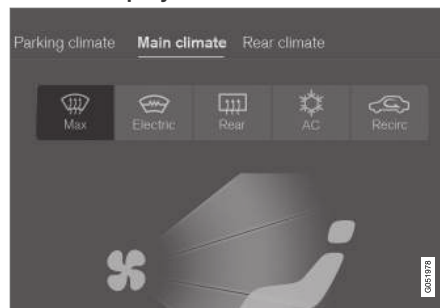 Parking climate Main climate Rear climate
Max Electric Rear AC Recirc
G051978